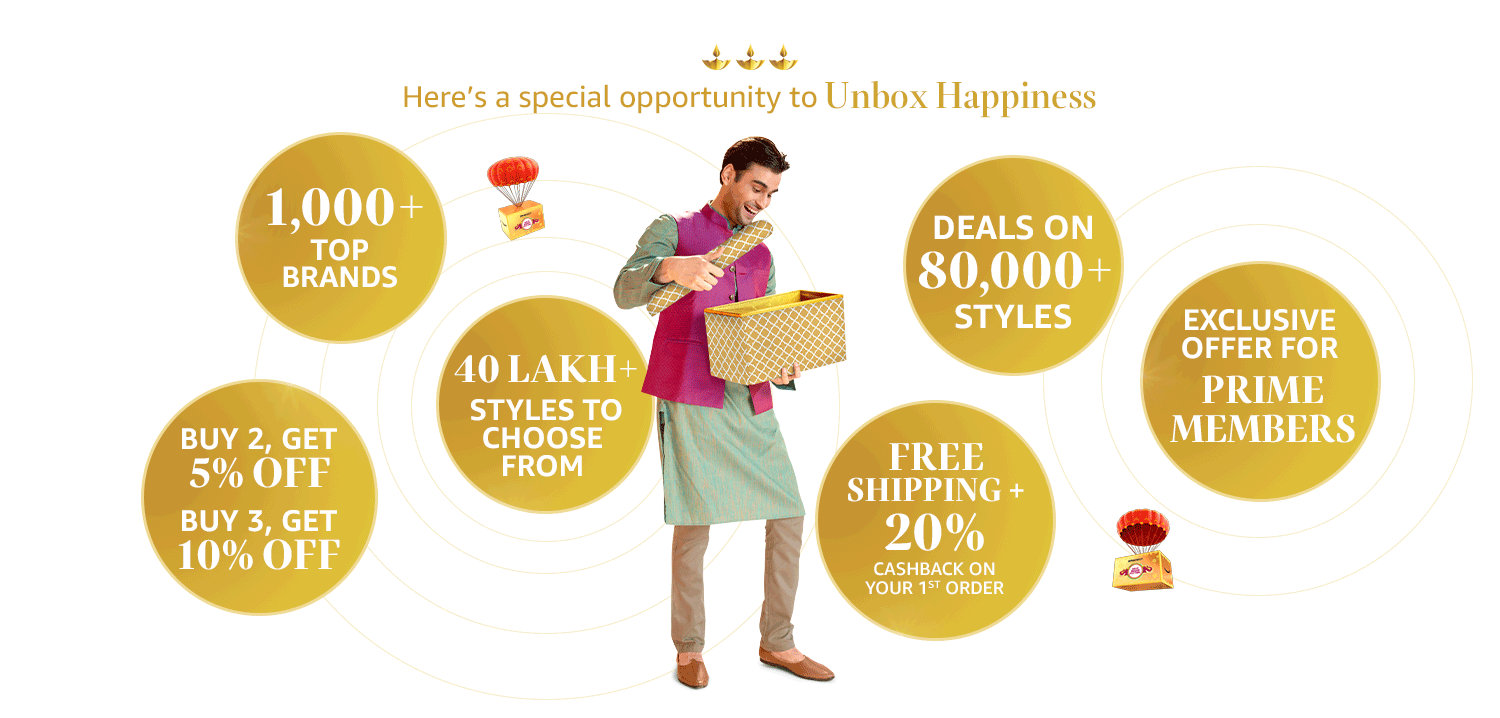 Here's a special opportunity to Unbox Happiness
1,000+
TOP
BRANDS
40 LAKH+
STYLES TO
CHOOSE
FROM
BUY 2, GET
5% OFF
BUY 3, GET
10% OFF
DEALS ON
80,000+
STYLES
EXCLUSIVE
OFFER FOR
PRIME
MEMBERS
FREE
SHIPPING +
20%
CASHBACK ON
YOUR 1ST ORDER